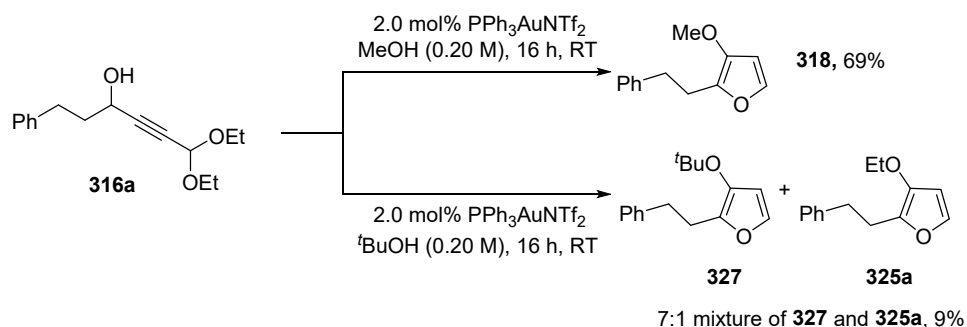 2.0 mol% PPh₃AuNTf₂
MeOH (0.20 M), 16 h, RT
OH
Ph
OEt
OEt
316a
MeO
Ph
O
318, 69%
2.0 mol% PPh₃AuNTf₂
ᵗBuOH (0.20 M), 16 h, RT
ᵗBuO
Ph
O
327
+
EtO
Ph
O
325a
7:1 mixture of 327 and 325a, 9%